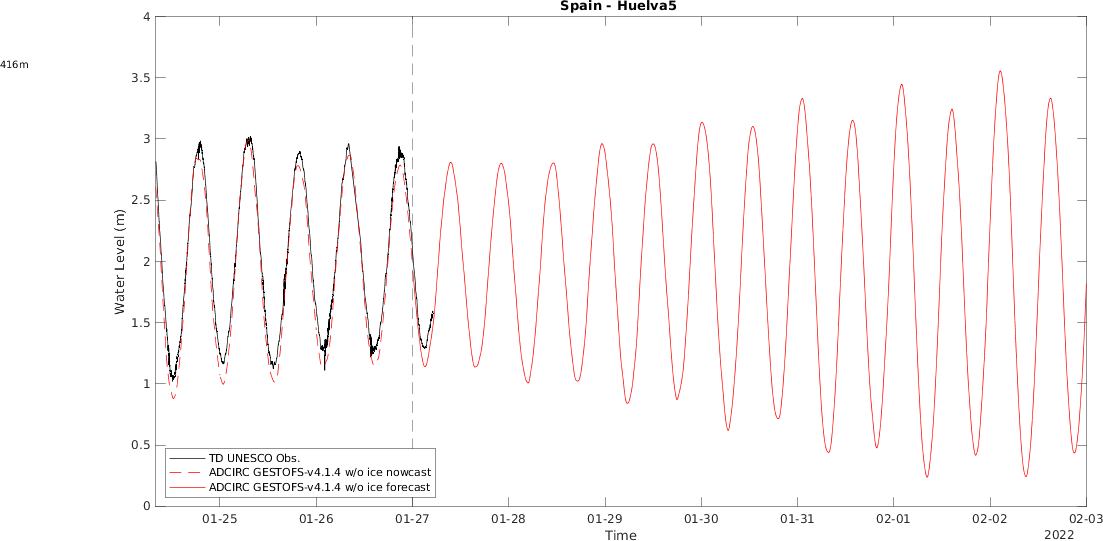 Spain - Huelva5
416m
4
3.5
3
2.5
2
1.5
1
0.5
0
Water Level (m)
TD UNESCO Obs.
ADCIRC GESTOFS-v4.1.4 w/o ice nowcast
ADCIRC GESTOFS-v4.1.4 w/o ice forecast
01-25 01-26 01-27 01-28 01-29 01-30 01-31 02-01 02-02 02-03
Time
2022